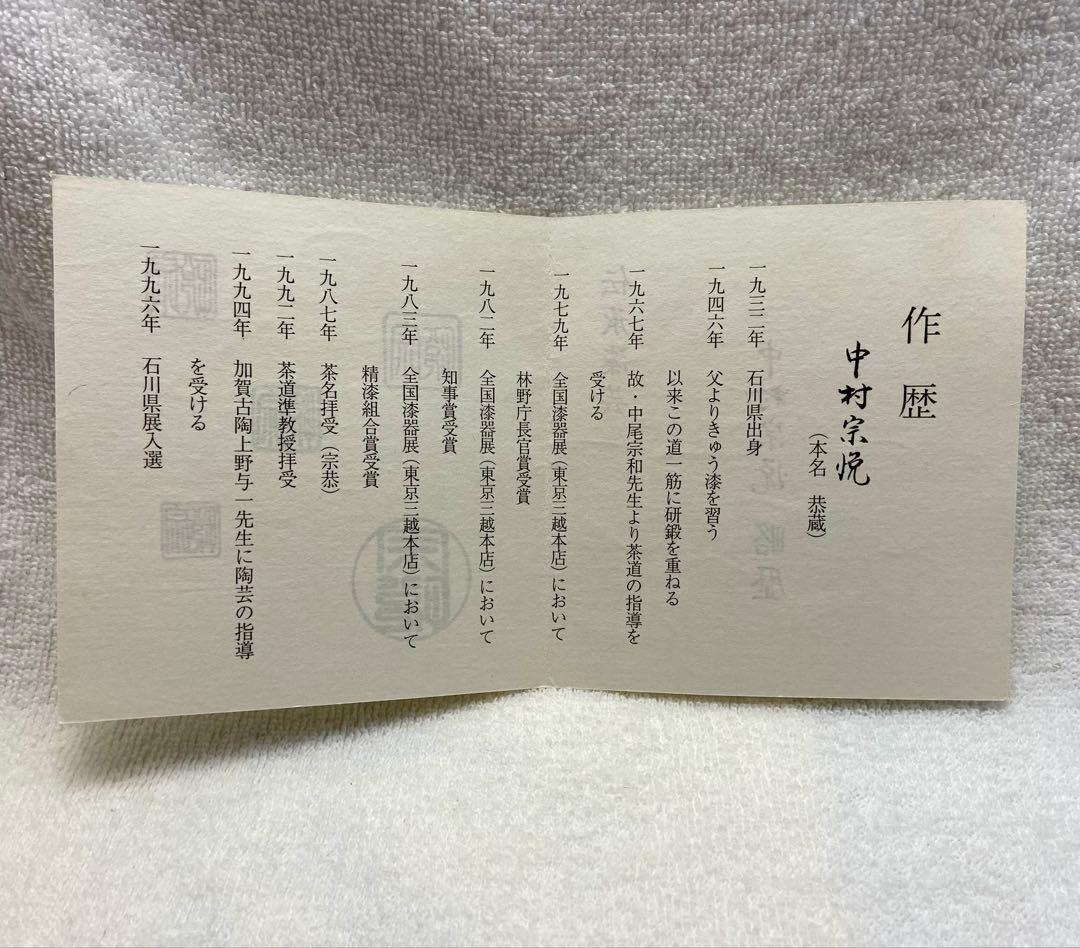 作歴
中村宗悦
（本名　恭蔵）
一九三二年　石川県出身
一九四六年　父よりきゅう漆を習う
以来この道一筋に研鍛を重ねる
一九六七年　故・中尾宗和先生より茶道の指導を
受ける
一九七九年　全国漆器展（東京三越本店）において
林野庁長官賞受賞
一九八二年　全国漆器展（東京三越本店）において
知事賞受賞
一九八三年　全国漆器展（東京三越本店）において
精漆組合賞受賞
一九八七年　茶名拝受（宗恭）
一九九二年　茶道準教授拝受
一九九四年　加賀古陶上野与一先生に陶芸の指導
を受ける
一九九六年　石川県展入選